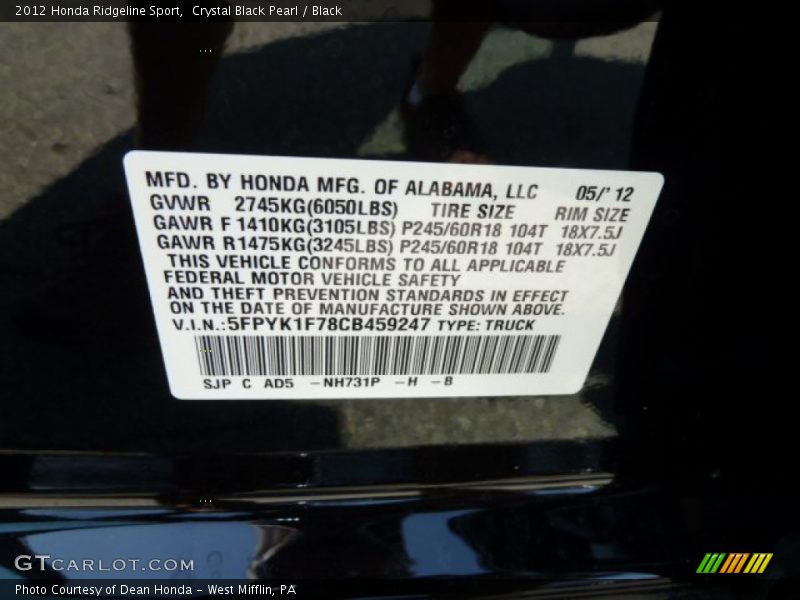 2012 Honda Ridgeline Sport,  Crystal Black Pearl / Black
MFD. BY HONDA MFG. OF ALABAMA, LLC 05/' 12
GVWR 2745KG(6050LBS) TIRE SIZE RIM SIZE
GAWR F 1410KG(3105LBS) P245/60R18 104T 18X7.5J
GAWR R1475KG(3245LBS) P245/60R18 104T 18X7.5J
THIS VEHICLE CONFORMS TO ALL APPLICABLE
FEDERAL MOTOR VEHICLE SAFETY
AND THEFT PREVENTION STANDARDS IN EFFECT
ON THE DATE OF MANUFACTURE SHOWN ABOVE.
V.I.N.:5FPYK1F78CB459247 TYPE: TRUCK
SJP C AD5 -NH731P -H -B
GTCARLOT.COM
Photo Courtesy of Dean Honda - West Mifflin, PA